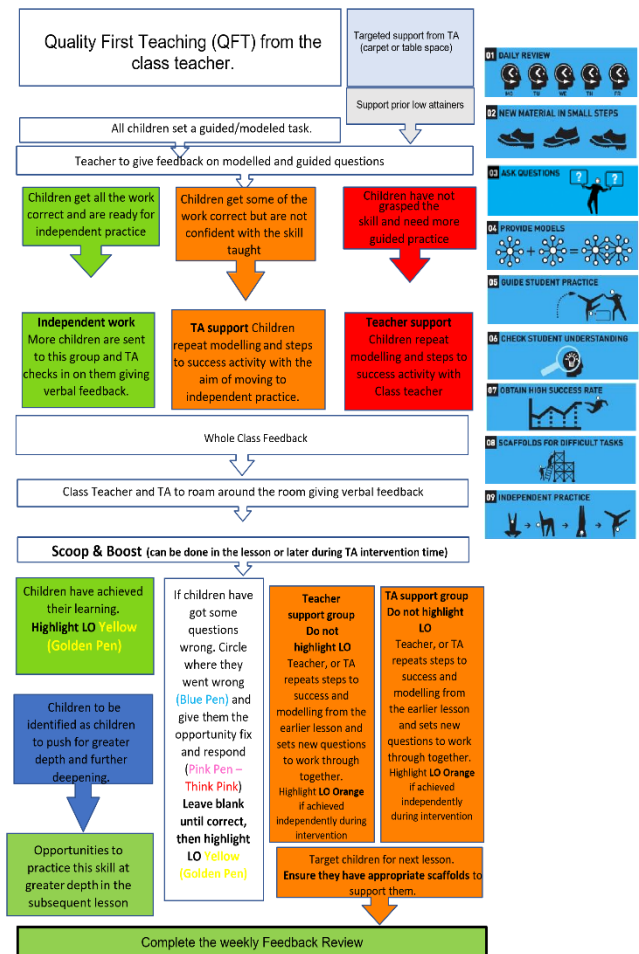 Quality First Teaching (QFT) from the
class teacher.
Targeted support from TA
(carpet or table space)
Support prior low attainers
All children set a guided/modeled task.
Teacher to give feedback on modelled and guided questions
Children get all the work
correct and are ready for
independent practice
Children get some of the
work correct but are not
confident with the skill
taught
Children have not
grasped the
skill and need more
guided practice
Independent work
More children are sent
to this group and TA
checks in on them giving
verbal feedback.
TA support Children
repeat modelling and steps
to success activity with the
aim of moving to
independent practice.
Teacher support
Children repeat
modelling and steps to
success activity with
Class teacher
Whole Class Feedback
Class Teacher and TA to roam around the room giving verbal feedback
Scoop & Boost (can be done in the lesson or later during TA intervention time)
Children have achieved
their learning.
Highlight LO Yellow
(Golden Pen)
Children to be
identified as children
to push for greater
depth and further
deepening.
Opportunities to
practice this skill at
greater depth in the
subsequent lesson
If children have
got some
questions
wrong. Circle
where they
went wrong
(Blue Pen) and
give them the
opportunity fix
and respond
(Pink Pen –
Think Pink)
Leave blank
until correct,
then highlight
LO Yellow
(Golden Pen)
Teacher
support group
Do not
highlight LO
Teacher, or TA
repeats steps to
success and
modelling from the
earlier lesson and
sets new questions
to work through
together.
Highlight LO Orange
if achieved
independently during
intervention
TA support group
Do not highlight
LO
Teacher, or TA
repeats steps to
success and
modelling from
the earlier lesson
and sets new
questions to work
through together.
Highlight LO Orange
if achieved
independently during
intervention
Target children for next lesson.
Ensure they have appropriate scaffolds to
support them.
Complete the weekly Feedback Review
01 DAILY REVIEW
MO TU WE TH FR
02 NEW MATERIAL IN SMALL STEPS
03 ASK QUESTIONS
? ?
04 PROVIDE MODELS
+ =
05 GUIDE STUDENT PRACTICE
06 CHECK STUDENT UNDERSTANDING
07 OBTAIN HIGH SUCCESS RATE
08 SCAFFOLDS FOR DIFFICULT TASKS
09 INDEPENDENT PRACTICE